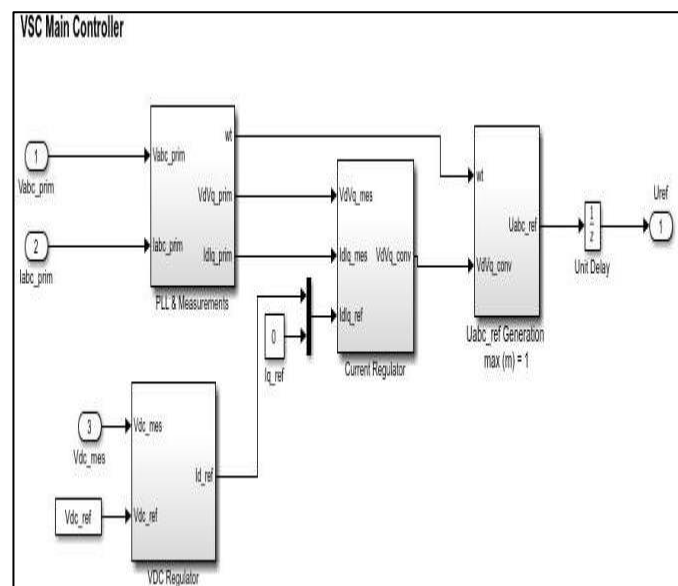 VSC Main Controller
1
Vabc_prim
2
Iabc_prim
Vabc_prim
Iabc_prim
wt
VdVq_prim
IdIq_prim
PLL & Measurements
0
Iq_ref
VdVq_mes
IdIq_mes
IdIq_ref
VdVq_conv
Current Regulator
wt
VdVq_conv
Uabc_ref
Uabc_ref Generation
max (m) = 1
1
z
Unit Delay
Uref
1
3
Vdc_mes
Vdc_ref
Vdc_mes
Vdc_ref
Id_ref
VDC Regulator